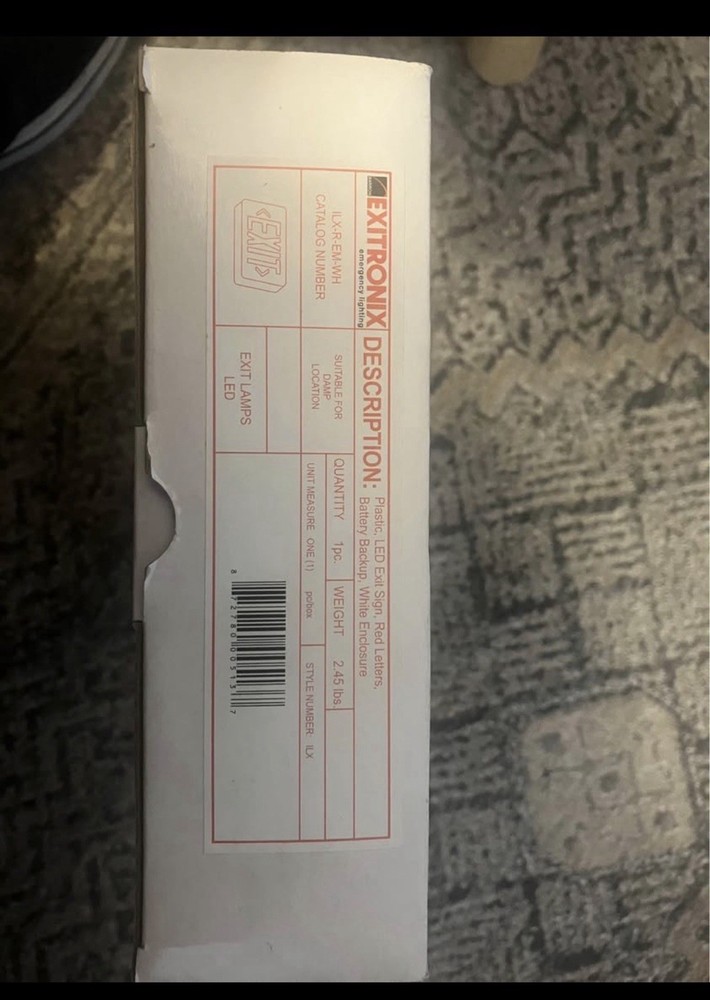 EXITRONIX
emergency lighting
DESCRIPTION:
Plastic, LED Exit Sign, Red Letters,
Battery Backup, White Enclosure
ILX-R-EM-WH
CATALOG NUMBER
SUITABLE FOR
DAMP
LOCATION
QUANTITY 1pc.
WEIGHT 2.45 lbs
UNIT MEASURE ONE (1) pc/box
STYLE NUMBER: ILX
<EXIT>
EXIT LAMPS
LED